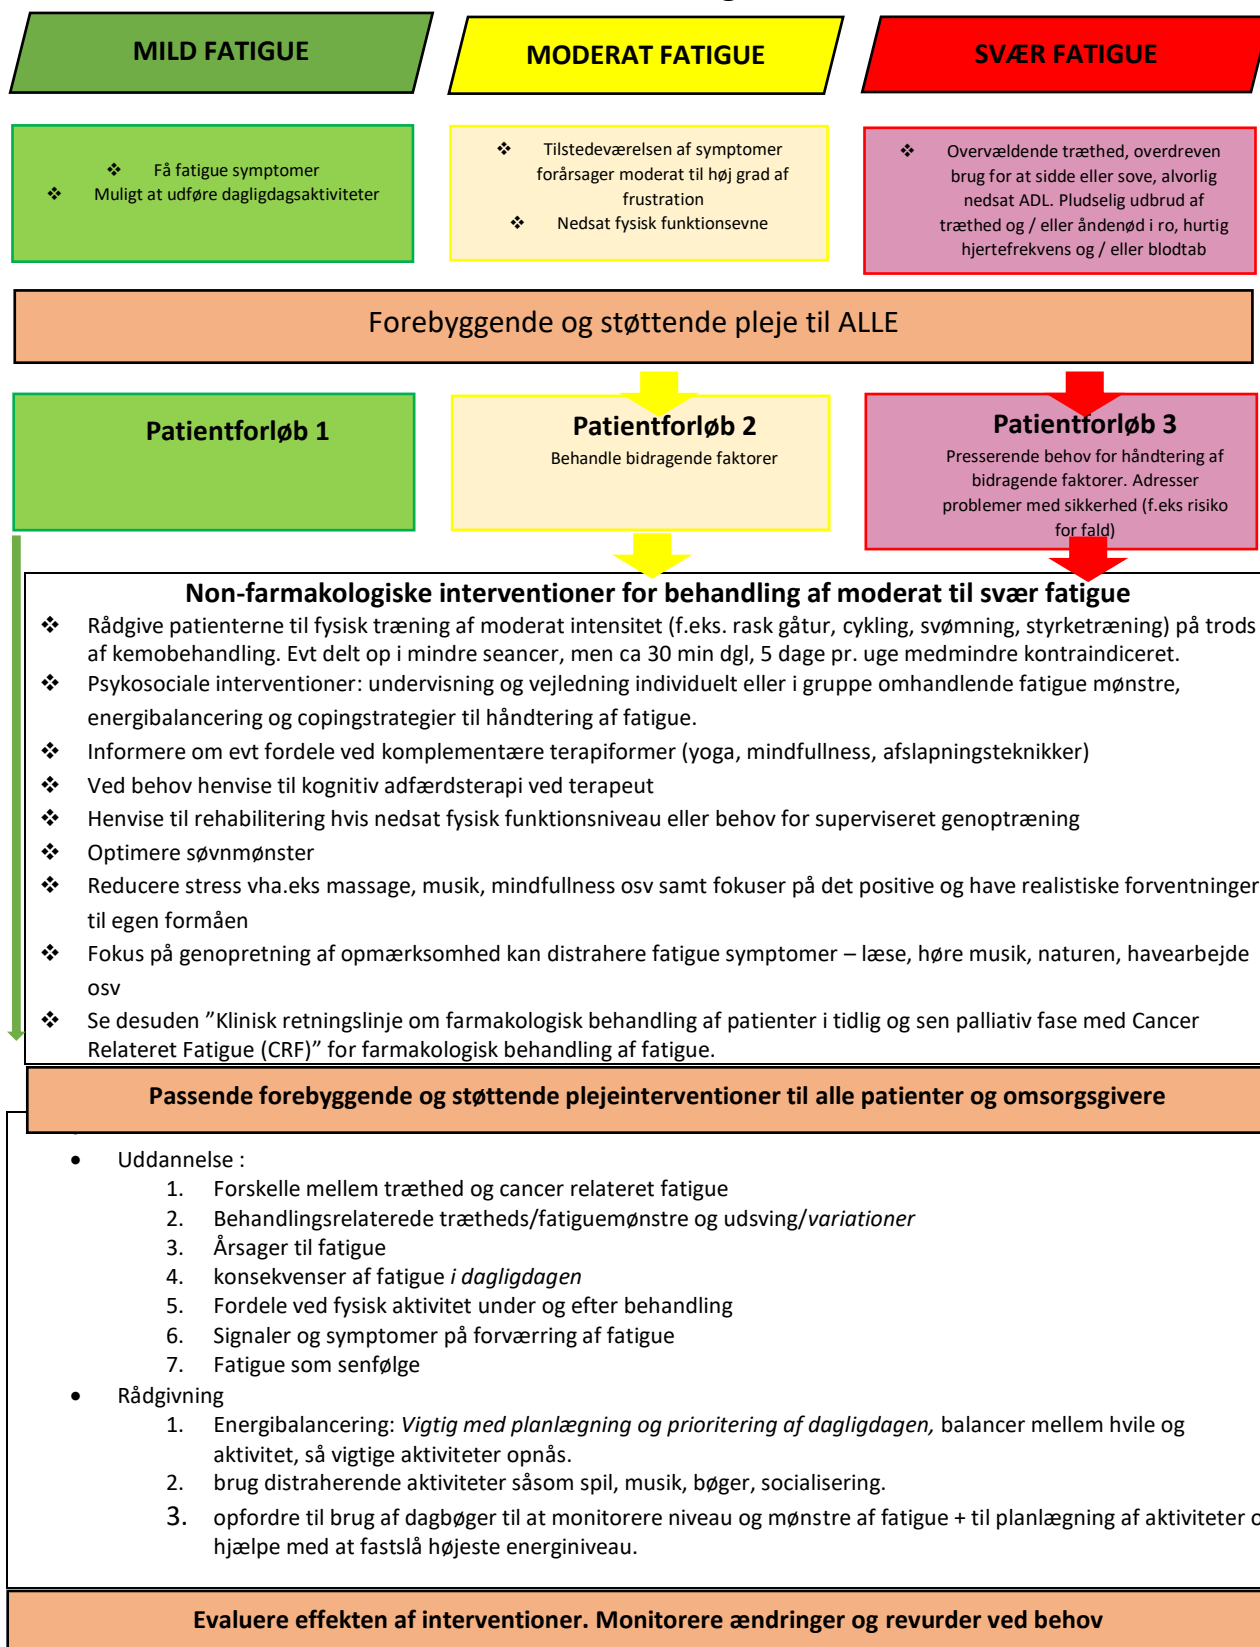 MILD FATIGUE
MODERAT FATIGUE
SVÆR FATIGUE
❖ Få fatigue symptomer
❖ Muligt at udføre dagligdagsaktiviteter
❖ Tilstedeværelsen af symptomer
forårsager moderat til høj grad af
frustration
❖ Nedsat fysisk funktionsevne
❖ Overvældende træthed, overdreven
brug for at sidde eller sove, alvorlig
nedsat ADL. Pludselig udbrud af
træthed og / eller åndenød i ro, hurtig
hjertefrekvens og / eller blodtab
Forebyggende og støttende pleje til ALLE
Patientforløb 1
Patientforløb 2
Behandle bidragende faktorer
Patientforløb 3
Presserende behov for håndtering af
bidragende faktorer. Adresser
problemer med sikkerhed (f.eks risiko
for fald)
Non-farmakologiske interventioner for behandling af moderat til svær fatigue
❖ Rådgive patienterne til fysisk træning af moderat intensitet (f.eks. rask gåtur, cykling, svømning, styrketræning) på trods
af kemobehandling. Evt delt op i mindre seancer, men ca 30 min dgl, 5 dage pr. uge medmindre kontraindiceret.
❖ Psykosociale interventioner: undervisning og vejledning individuelt eller i gruppe omhandlende fatigue mønstre,
energibalancering og copingstrategier til håndtering af fatigue.
❖ Informere om evt fordele ved komplementære terapiformer (yoga, mindfullness, afslapningsteknikker)
❖ Ved behov henvise til kognitiv adfærdsterapi ved terapeut
❖ Henvise til rehabilitering hvis nedsat fysisk funktionsniveau eller behov for superviseret genoptræning
❖ Optimere søvnmønster
❖ Reducere stress vha.eks massage, musik, mindfullness osv samt fokuser på det positive og have realistiske forventninger
til egen formåen
❖ Fokus på genopretning af opmærksomhed kan distrahere fatigue symptomer – læse, høre musik, naturen, havearbejde
osv
❖ Se desuden ”Klinisk retningslinje om farmakologisk behandling af patienter i tidlig og sen palliativ fase med Cancer
Relateret Fatigue (CRF)” for farmakologisk behandling af fatigue.
Passende forebyggende og støttende plejeinterventioner til alle patienter og omsorgsgivere
• Uddannelse :
1. Forskelle mellem træthed og cancer relateret fatigue
2. Behandlingsrelaterede trætheds/fatiguemønstre og udsving/variationer
3. Årsager til fatigue
4. konsekvenser af fatigue i dagligdagen
5. Fordele ved fysisk aktivitet under og efter behandling
6. Signaler og symptomer på forværring af fatigue
7. Fatigue som senfølge
• Rådgivning
1. Energibalancering: Vigtig med planlægning og prioritering af dagligdagen, balancer mellem hvile og
aktivitet, så vigtige aktiviteter opnås.
2. brug distraherende aktiviteter såsom spil, musik, bøger, socialisering.
3. opfordre til brug af dagbøger til at monitorere niveau og mønstre af fatigue + til planlægning af aktiviteter
hjælpe med at fastslå højeste energiniveau.
Evaluere effekten af interventioner. Monitorere ændringer og revurder ved behov